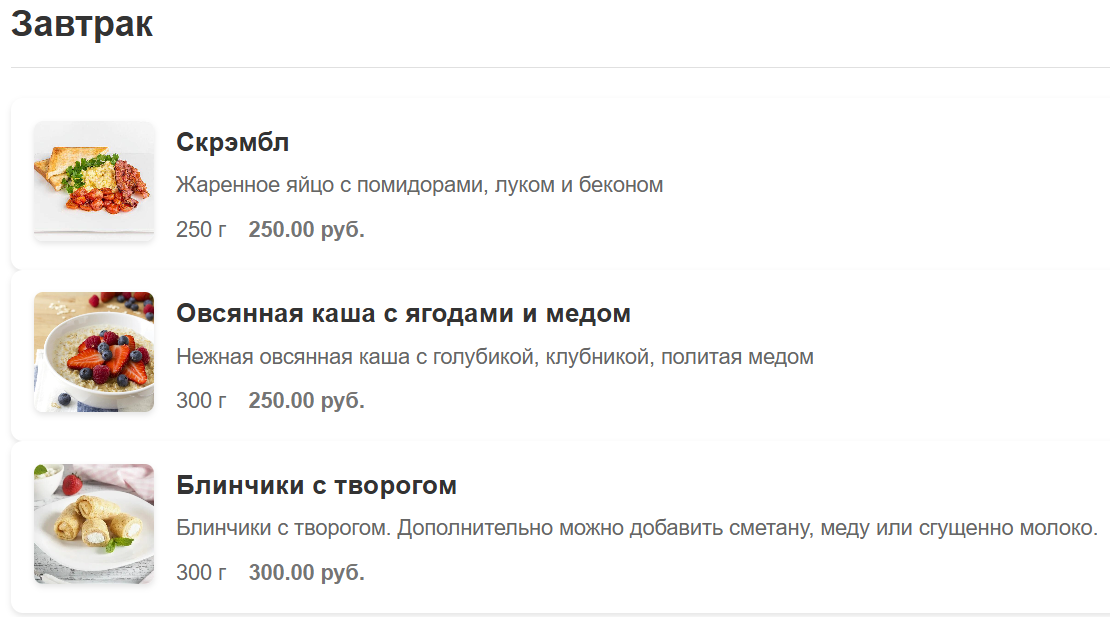 Завтрак
Скрэмбл
Жаренное яйцо с помидорами, луком и беконом
250 г 250.00 руб.
Овсянная каша с ягодами и медом
Нежная овсянная каша с голубикой, клубникой, политая медом
300 г 250.00 руб.
Блинчики с творогом
Блинчики с творогом. Дополнительно можно добавить сметану, меду или сгущенно молоко.
300 г 300.00 руб.